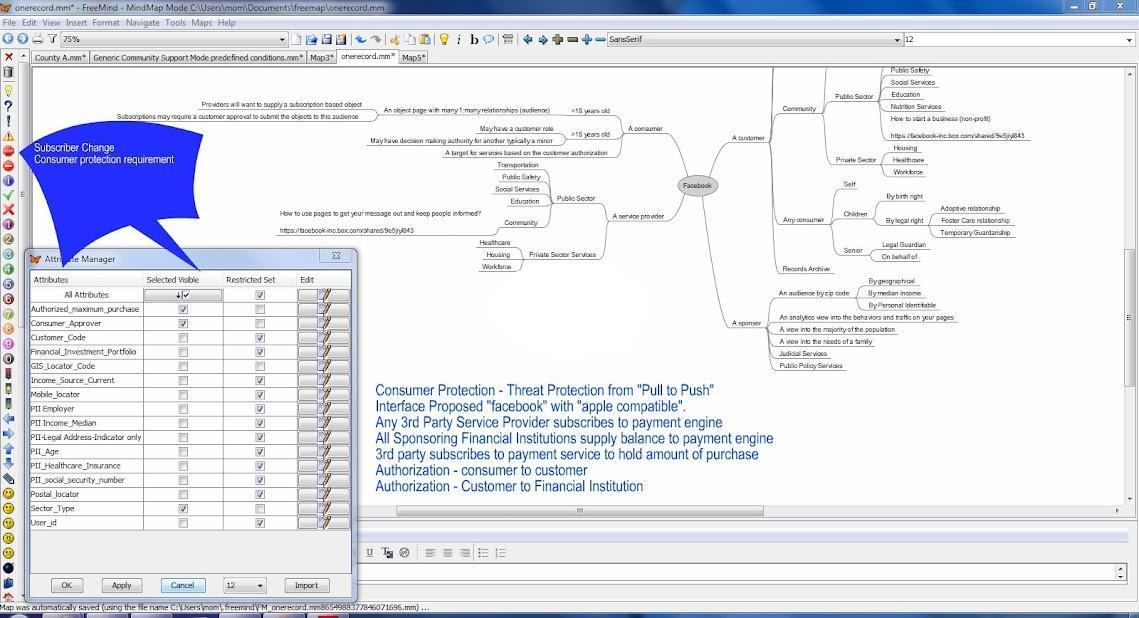 onerecord.mm* - FreeMind - MindMap Mode C:\Users\mom\Documents\freemap\onerecord.mm
File Edit View Insert Format Navigate Tools Maps Help
75%
SansSerif
12
County A.mm* Generic Community Support Mode predefined conditions.mm* Map3* onerecord.mm* Map5*
Subscriber Change
Consumer protection requirement
Providers will want to supply a subscription based object
Subscriptions may require a customer approval to submit the objects to this audience
An object page with many 1:many relationships (audience)
<18 years old
May have a customer role
May have decision making authority for another typically a minor
>18 years old
A target for services based on the customer authorization
A consumer
Transportation
Public Safety
Social Services
Education
Public Sector
How to use pages to get your message out and keep people informed?
https://facebook-inc.box.com/shared/9e5jiyl843
Community
A service provider
Healthcare
Housing
Workforce
Private Sector Services
Facebook
A customer
Community
Public Sector
Public Safety
Social Services
Education
Nutrition Services
How to start a business (non-profit)
https://facebook-inc.box.com/shared/9e5jiyl843
Private Sector
Housing
Healthcare
Workforce
Any consumer
Self
Children
By birth right
By legal right
Adoptive relationship
Foster Care relationship
Temporary Guardanship
Senior
Legal Guardian
On behalf of
Records Archive
A sponsor
An audience by zip code
By geographical
By median income
By Personal Identifiable
An analytics view into the behaviors and traffic on your pages
A view into the majority of the population
A view into the needs of a family
Judicial Services
Public Policy Services
Consumer Protection - Threat Protection from "Pull to Push"
Interface Proposed "facebook" with "apple compatible".
Any 3rd Party Service Provider subscribes to payment engine
All Sponsoring Financial Institutions supply balance to payment engine
3rd party subscribes to payment service to hold amount of purchase
Authorization - consumer to customer
Authorization - Customer to Financial Institution
Manager
Attributes Selected Visible Restricted Set Edit
All Attributes
Authorized_maximum_purchase
Consumer_Approver
Customer_Code
Financial_Investment_Portfolio
GIS_Locator_Code
Income_Source_Current
Mobile_locator
PII Employer
PII Income_Median
PII-Legal Address-Indicator only
PII_Age
PII_Healthcare_Insurance
PII_social_security_number
Postal_locator
Sector_Type
User_id
OK Apply Cancel 12 Import
Map was automatically saved (using the file name C:\Users\mom\.freemind\FM_onerecord.mm8654988377846071696.mm) ...